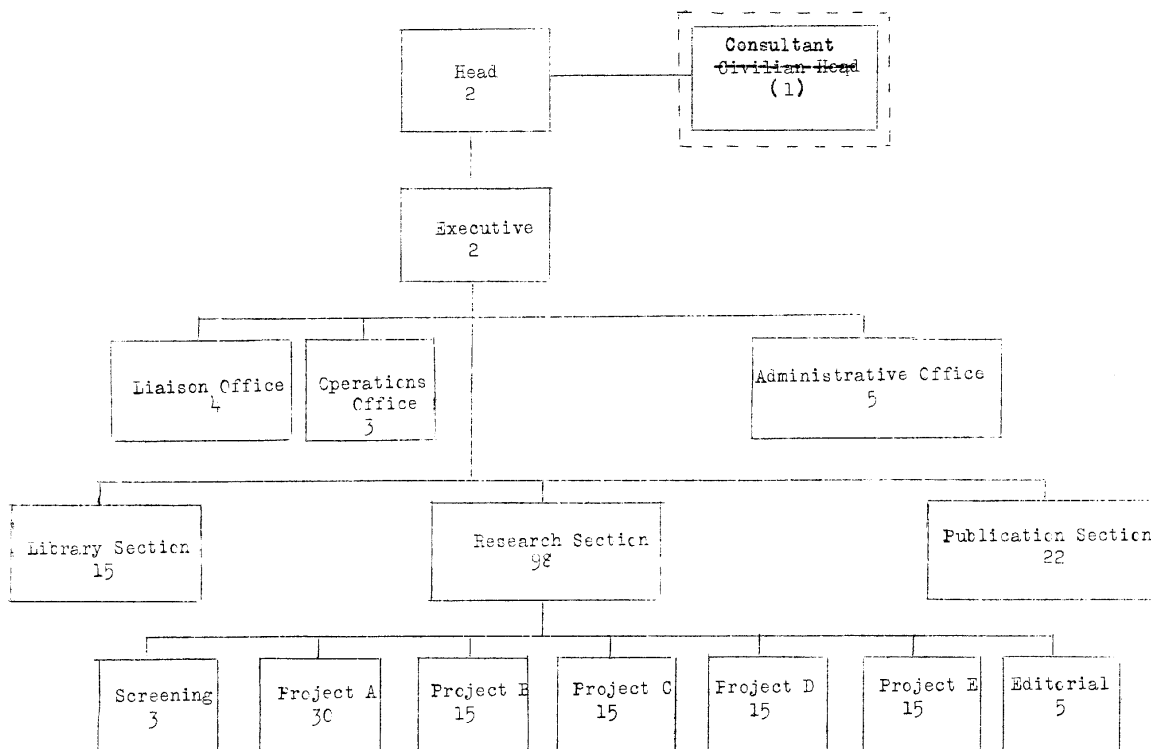 Head
2
Consultant
Civilian Head
(1)
Executive
2
Liaison Office
4
Operations
Office
3
Administrative Office
5
Library Section
15
Research Section
98
Publication Section
22
Screening
3
Project A
30
Project B
15
Project C
15
Project D
15
Project E
15
Editorial
5